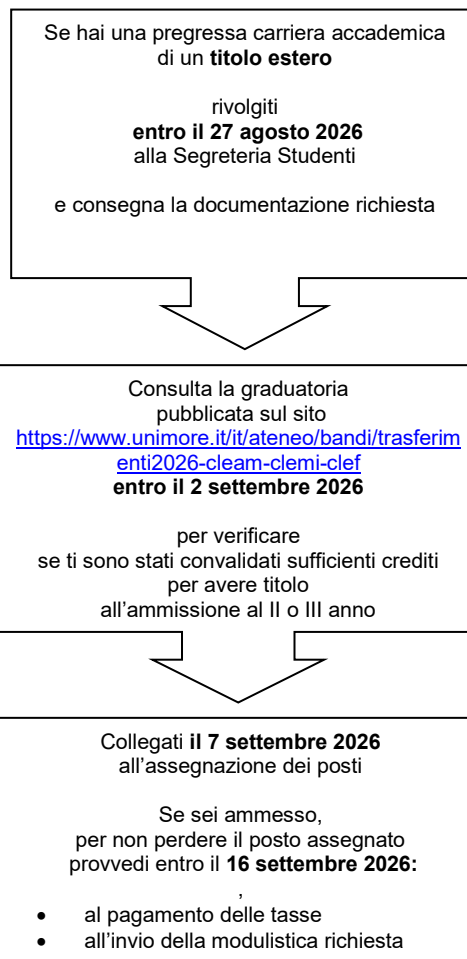 Se hai una pregressa carriera accademica
di un titolo estero
rivolgiti
entro il 27 agosto 2026
alla Segreteria Studenti
e consegna la documentazione richiesta
Consulta la graduatoria
pubblicata sul sito
https://www.unimore.it/it/ateneo/bandi/trasferim
enti2026-cleam-clemi-clef
entro il 2 settembre 2026
per verificare
se ti sono stati convalidati sufficienti crediti
per avere titolo
all'ammissione al II o III anno
Collegati il 7 settembre 2026
all'assegnazione dei posti
Se sei ammesso,
per non perdere il posto assegnato
provvedi entro il 16 settembre 2026:
,
• al pagamento delle tasse
• all'invio della modulistica richiesta